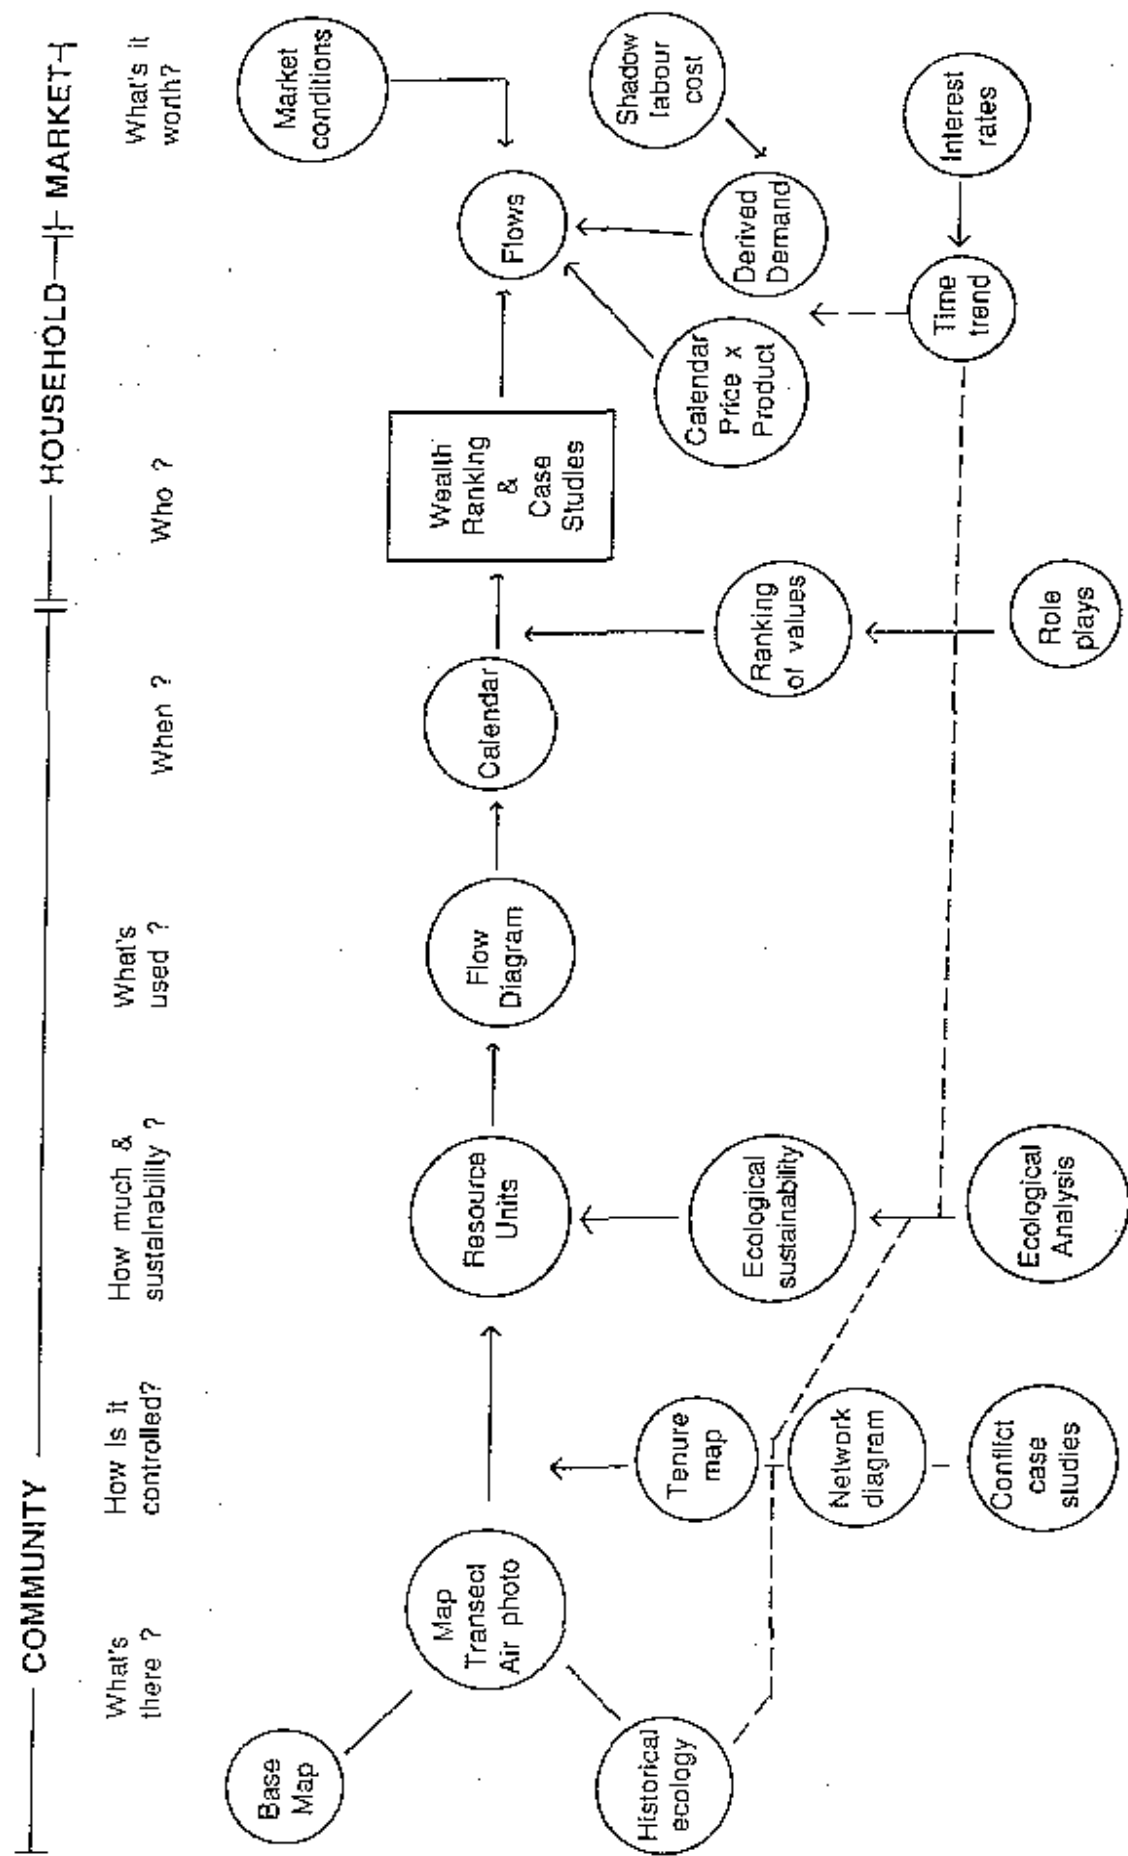 COMMUNITY
HOUSEHOLD
MARKET
What's
there ?
How is it
controlled?
How much &
sustainability ?
What's
used ?
When ?
Who ?
What's it
worth?
Base
Map
Map
Transect
Air photo
Historical
ecology
Tenure
map
Network
diagram
Conflict
case
studies
Resource
Units
Ecological
sustainability
Ecological
Analysis
Flow
Diagram
Calendar
Ranking
of values
Role
plays
Wealth
Ranking
&
Case
Studies
Flows
Market
conditions
Calendar
Price x
Product
Derived
Demand
Shadow
labour
cost
Time
trend
Interest
rates